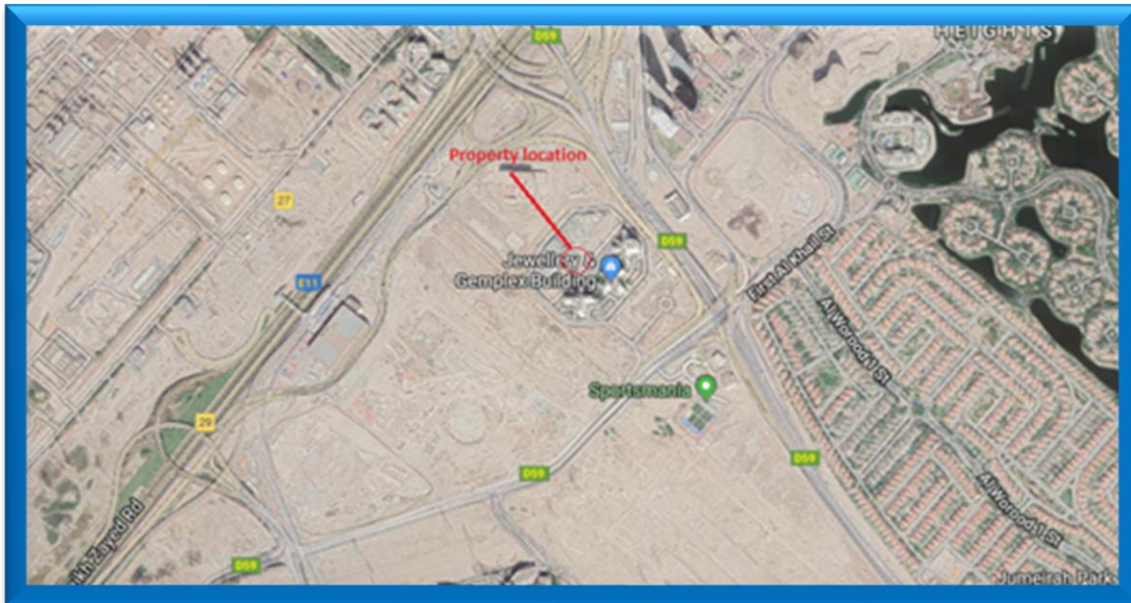 D59
HEIGHTS
Property location
27
D59
Jewellery &
Gemplex Building
E11
First Al Khail St
Al Worood 1 St
Sportsmania
29
D59
D59
Al Worood 1 St
ikh Zayed Rd
D59
Jumeirah Park